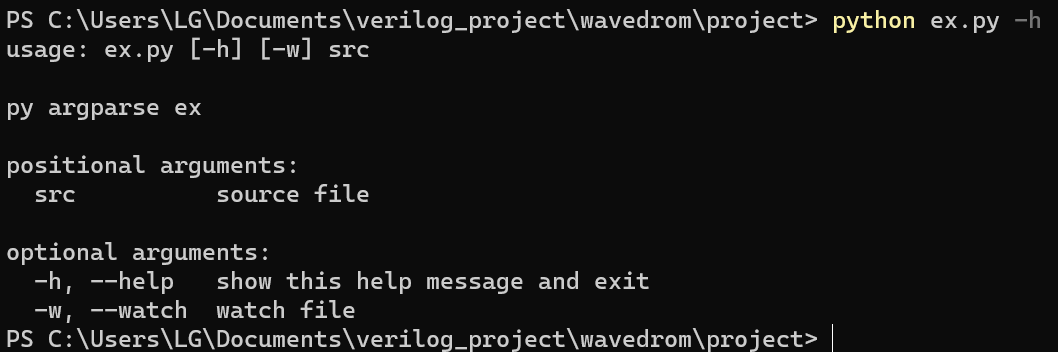 PS C:\Users\LG\Documents\verilog_project\wavedrom\project> python ex.py -h
usage: ex.py [-h] [-w] src
py argparse ex
positional arguments:
src source file
optional arguments:
-h, --help show this help message and exit
-w, --watch watch file
PS C:\Users\LG\Documents\verilog_project\wavedrom\project>